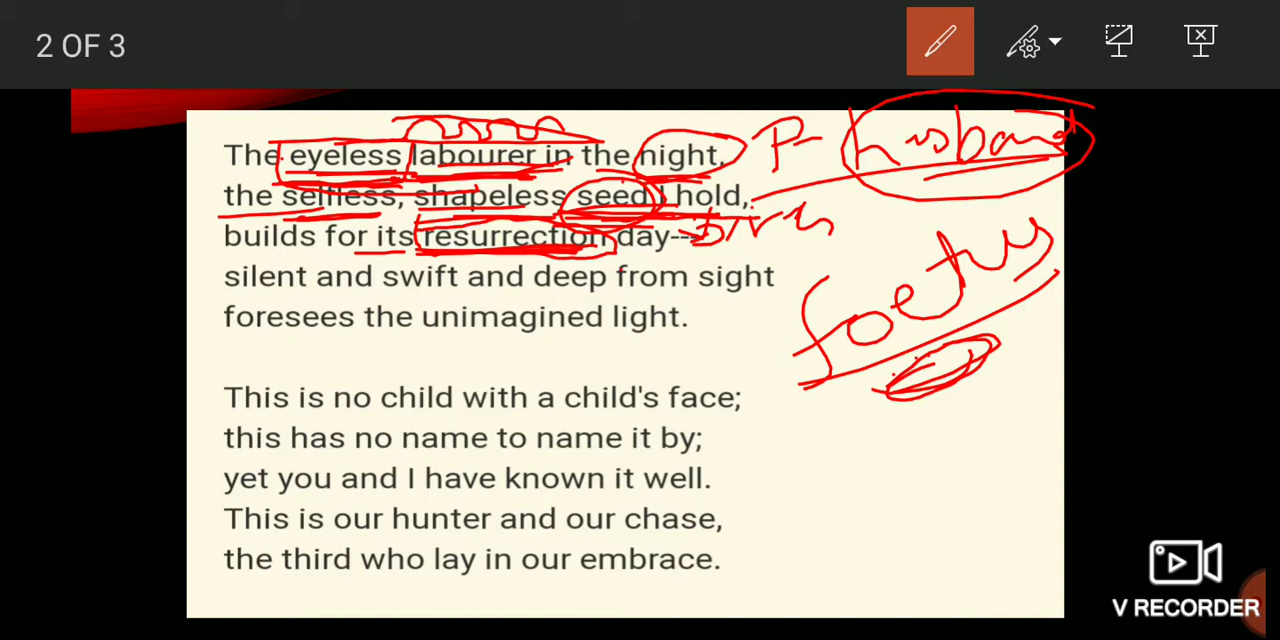 2 OF 3
The eyeless labourer in the night,
the selfless, shapeless seed I hold,
builds for its resurrection day---
silent and swift and deep from sight
foresees the unimagined light.
This is no child with a child's face;
this has no name to name it by;
yet you and I have known it well.
This is our hunter and our chase,
the third who lay in our embrace.
P- husband
birth
foetus
V RECORDER